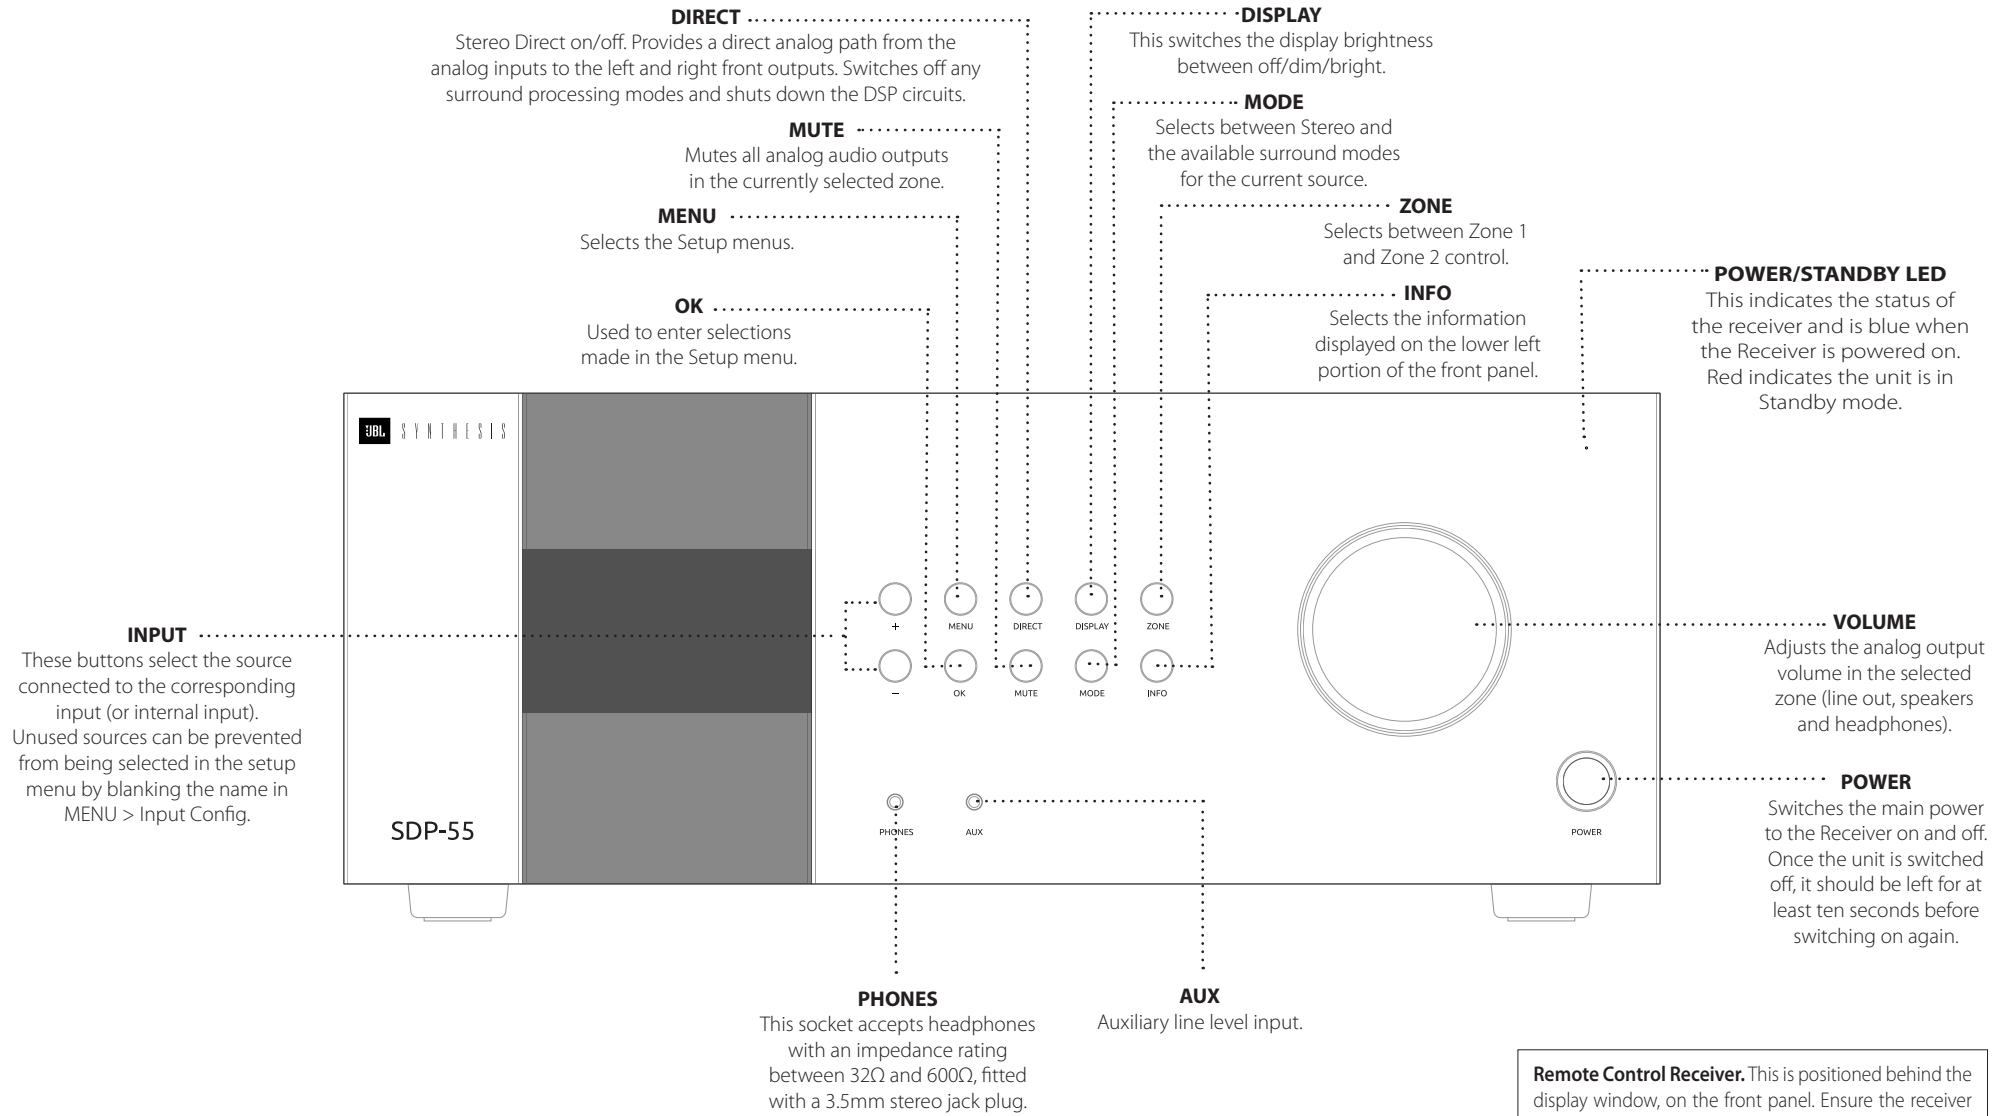 DIRECT
Stereo Direct on/off. Provides a direct analog path from the
analog inputs to the left and right front outputs. Switches off any
surround processing modes and shuts down the DSP circuits.
DISPLAY
This switches the display brightness
between off/dim/bright.
MUTE
Mutes all analog audio outputs
in the currently selected zone.
MODE
Selects between Stereo and
the available surround modes
for the current source.
MENU
Selects the Setup menus.
ZONE
Selects between Zone 1
and Zone 2 control.
OK
Used to enter selections
made in the Setup menu.
INFO
Selects the information
displayed on the lower left
portion of the front panel.
POWER/STANDBY LED
This indicates the status of
the receiver and is blue when
the Receiver is powered on.
Red indicates the unit is in
Standby mode.
JBL SYNTHESIS
INPUT
These buttons select the source
connected to the corresponding
input (or internal input).
Unused sources can be prevented
from being selected in the setup
menu by blanking the name in
MENU > Input Config.
+ MENU DIRECT DISPLAY ZONE
– OK MUTE MODE INFO
PHONES AUX
SDP-55
POWER
VOLUME
Adjusts the analog output
volume in the selected
zone (line out, speakers
and headphones).
POWER
Switches the main power
to the Receiver on and off.
Once the unit is switched
off, it should be left for at
least ten seconds before
switching on again.
PHONES
This socket accepts headphones
with an impedance rating
between 32Ω and 600Ω, fitted
with a 3.5mm stereo jack plug.
AUX
Auxiliary line level input.
Remote Control Receiver. This is positioned behind the
display window, on the front panel. Ensure the receiver